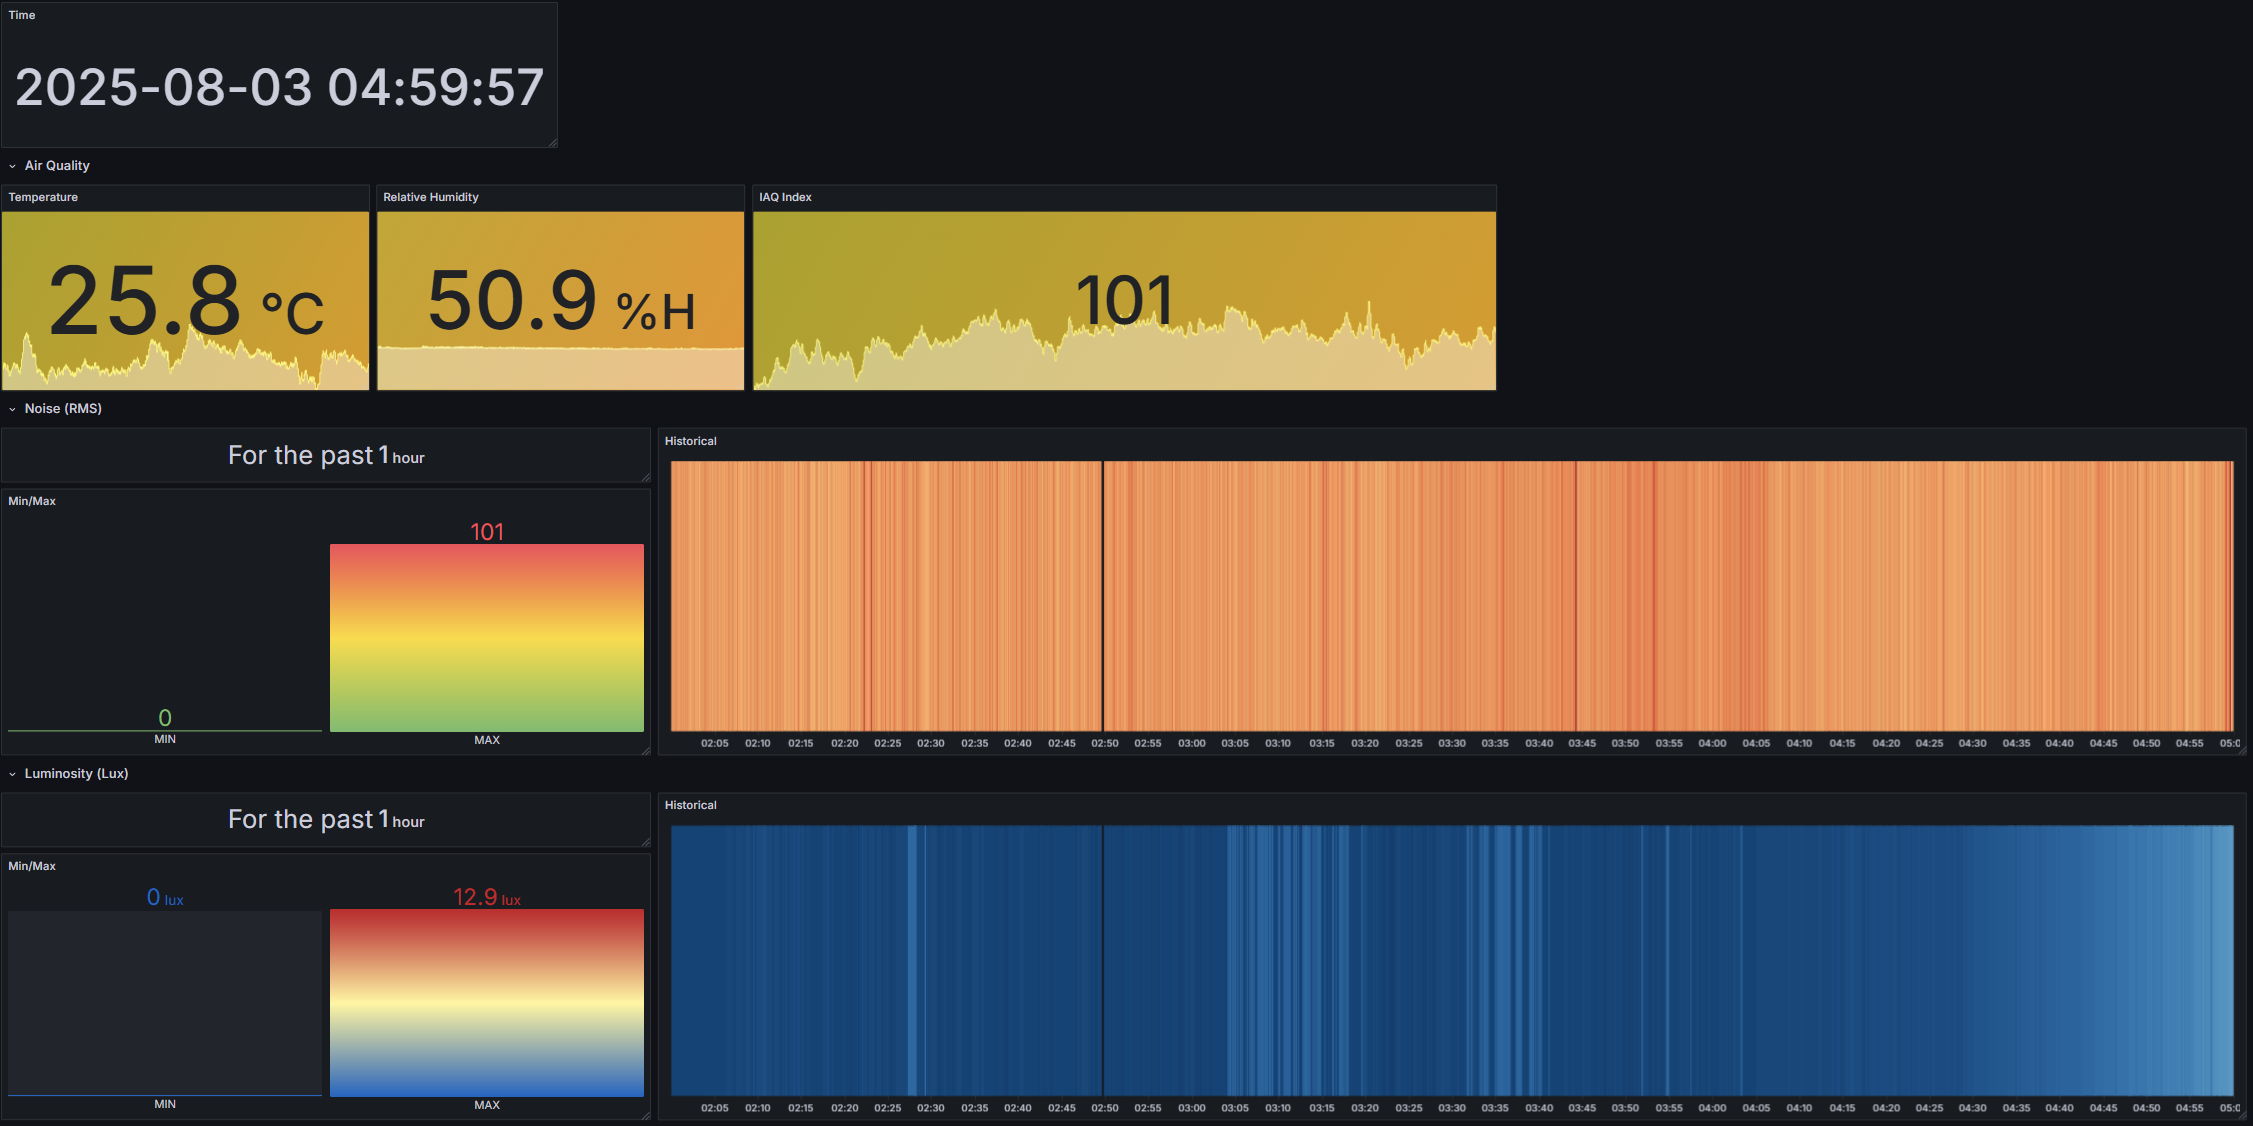 Time
2025-08-03 04:59:57
Air Quality
Temperature
25.8 °C
Relative Humidity
50.9 %H
IAQ Index
101
Noise (RMS)
For the past 1 hour
Min/Max
0
MIN
101
MAX
Historical
02:05 02:10 02:15 02:20 02:25 02:30 02:35 02:40 02:45 02:50 02:55 03:00 03:05 03:10 03:15 03:20 03:25 03:30 03:35 03:40 03:45 03:50 03:55 04:00 04:05 04:10 04:15 04:20 04:25 04:30 04:35 04:40 04:45 04:50 04:55
Luminosity (Lux)
For the past 1 hour
Min/Max
0 lux
MIN
12.9 lux
MAX
Historical
02:05 02:10 02:15 02:20 02:25 02:30 02:35 02:40 02:45 02:50 02:55 03:00 03:05 03:10 03:15 03:20 03:25 03:30 03:35 03:40 03:45 03:50 03:55 04:00 04:05 04:10 04:15 04:20 04:25 04:30 04:35 04:40 04:45 04:50 04:55